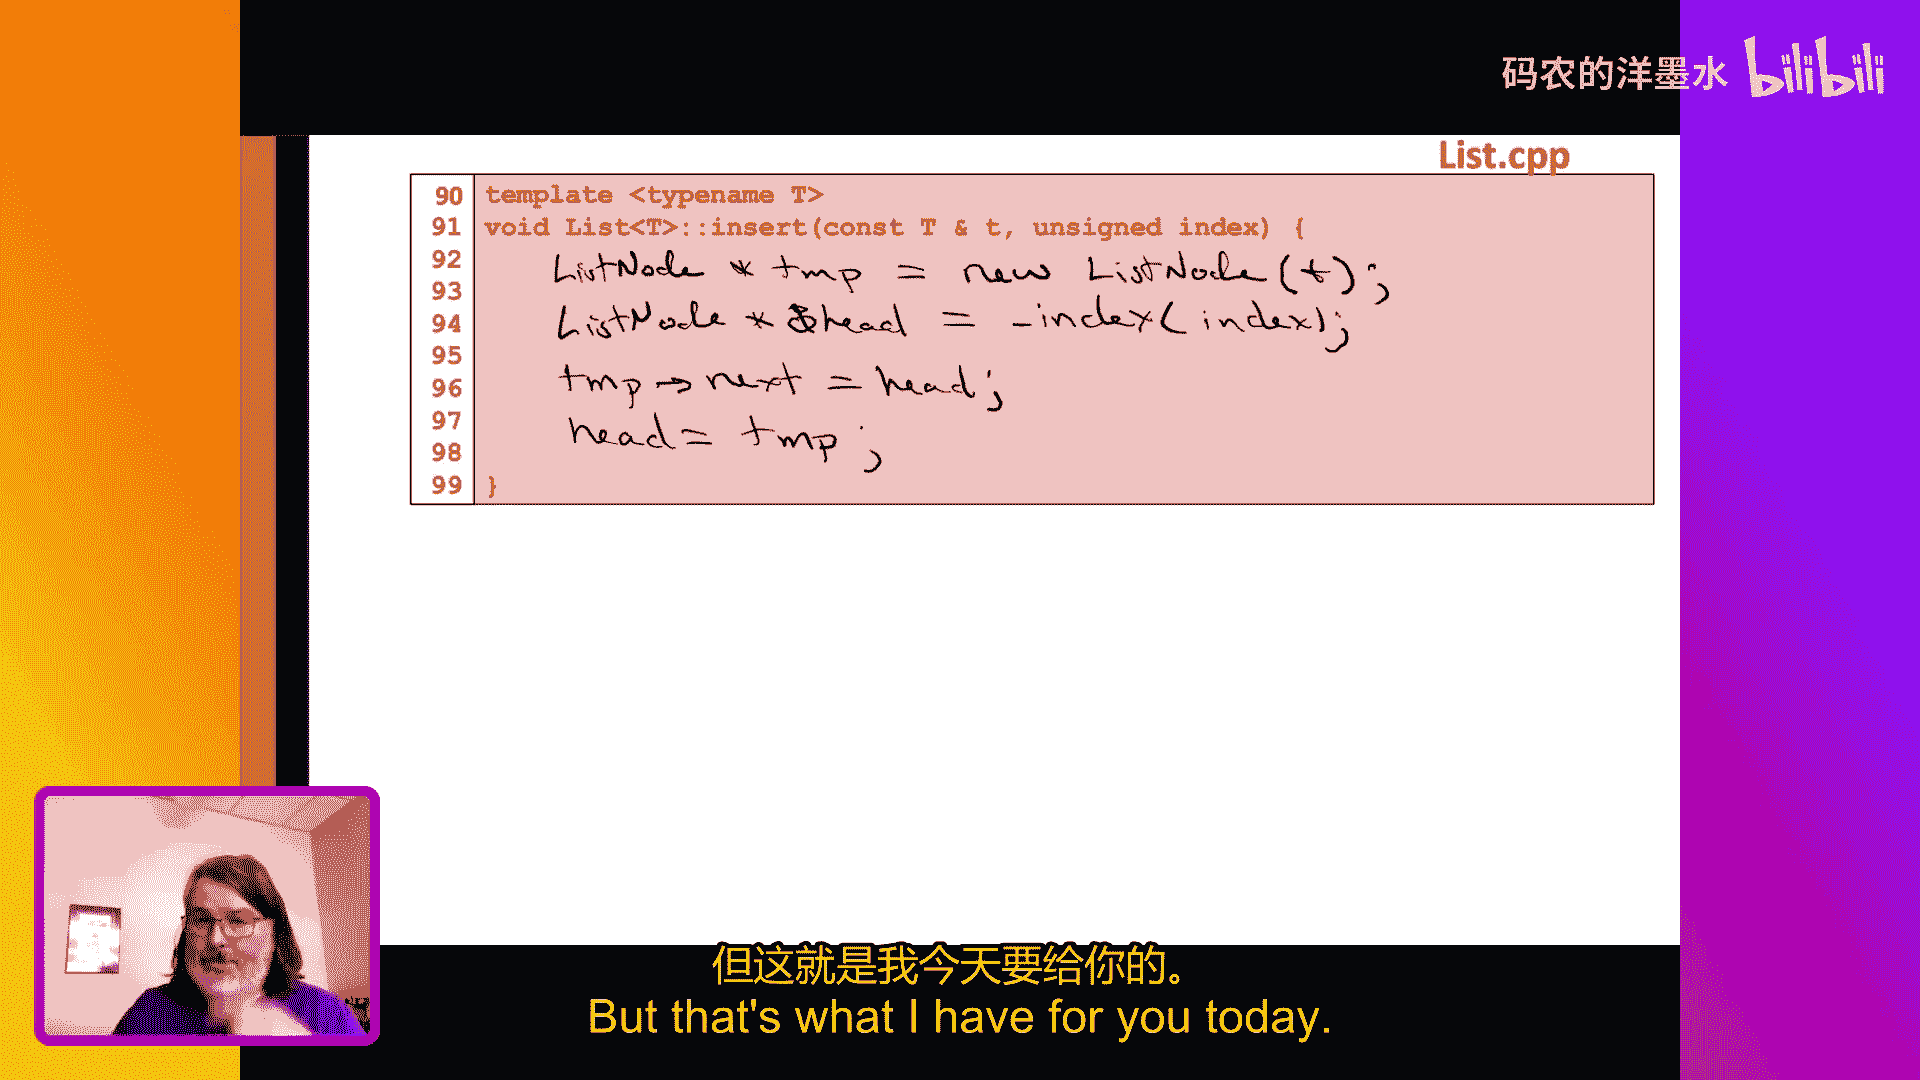 码农的洋墨水 bilibili
List.cpp
90 template <typename T>
91 void List<T>::insert(const T & t, unsigned index) {
92 ListNode * tmp = new ListNode(t);
93
94 ListNode * &head = _index(index);
95
96 tmp → next = head;
97 head = tmp;
98
99 }
但这就是我今天要给你的。
But that's what I have for you today.